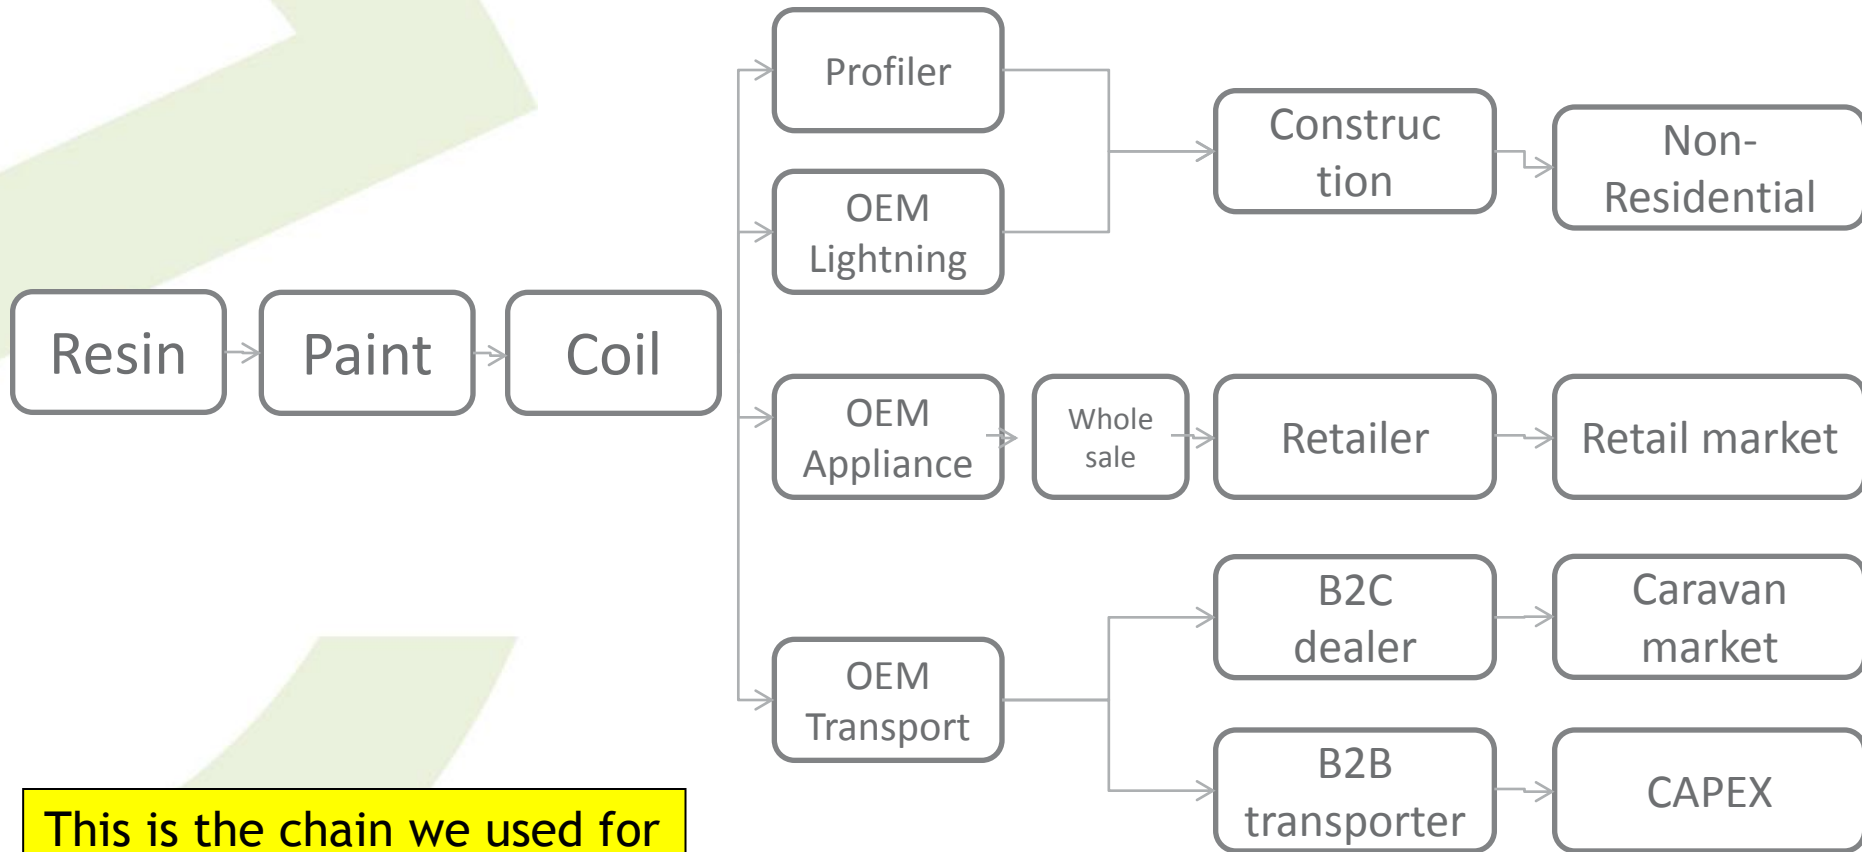 Resin
Paint
Coil
Profiler
OEM
Lightning
OEM
Appliance
OEM
Transport
Whole
sale
Construc
tion
Retailer
B2C
dealer
B2B
transporter
Non-
Residential
Retail market
Caravan
market
CAPEX
This is the chain we used for